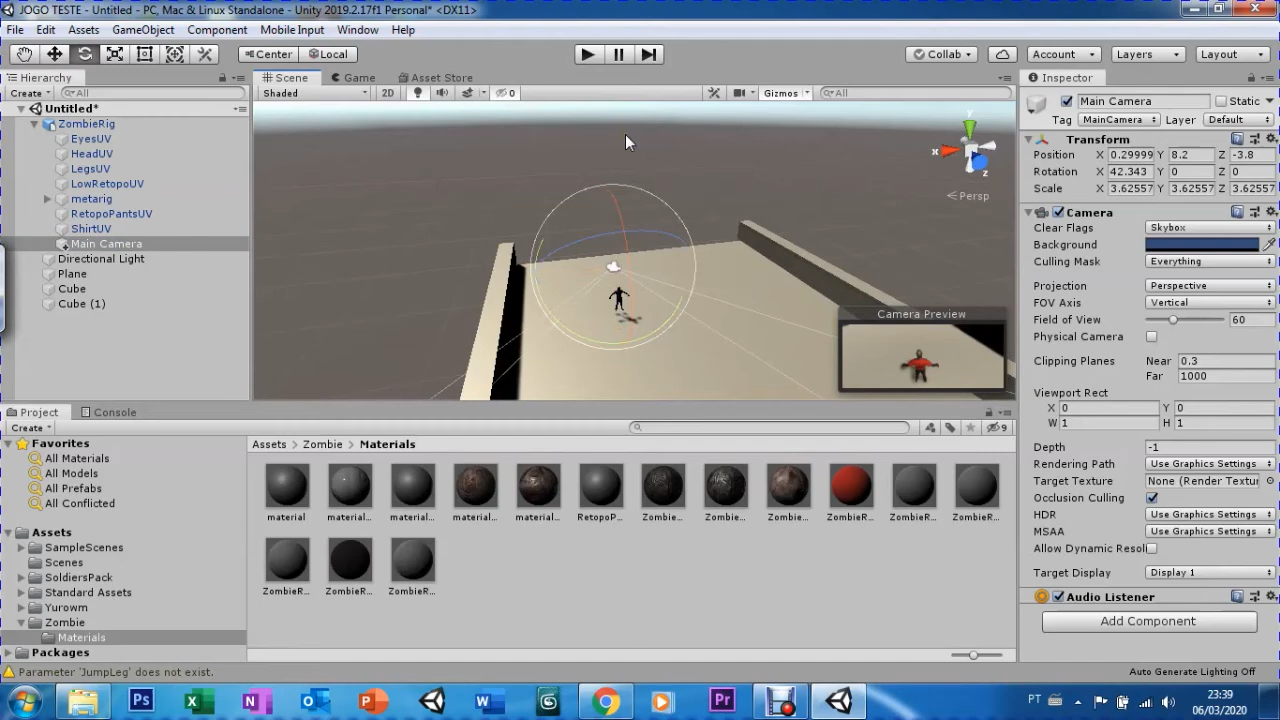 JOGO TESTE - Untitled - PC, Mac & Linux Standalone - Unity 2019.2.17f1 Personal* <DX11>
File Edit Assets GameObject Component Mobile Input Window Help
Center Local Collab Account Layers Layout
Hierarchy Scene Game Asset Store Inspector
Create All Shaded 2D 0 Gizmos All
Untitled*
ZombieRig
EyesUV
HeadUV
LegsUV
LowRetopoUV
metarig
RetopoPantsUV
ShirtUV
Main Camera
Directional Light
Plane
Cube
Cube (1)
y
x
z
Persp
Camera Preview
Main Camera Static
Tag MainCamera Layer Default
Transform
Position X 0.29999 Y 8.2 Z -3.8
Rotation X 42.343 Y 0 Z 0
Scale X 3.62557 Y 3.62557 Z 3.62557
Camera
Clear Flags Skybox
Background
Culling Mask Everything
Projection Perspective
FOV Axis Vertical
Field of View 60
Physical Camera
Clipping Planes Near 0.3
Far 1000
Viewport Rect
X 0 Y 0
W 1 H 1
Depth -1
Rendering Path Use Graphics Settings
Target Texture None (Render Textur
Occlusion Culling
HDR Use Graphics Settings
MSAA Use Graphics Settings
Allow Dynamic Resol
Target Display Display 1
Audio Listener
Add Component
Project Console
Create 9
Favorites
All Materials
All Models
All Prefabs
All Conflicted
Assets
SampleScenes
Scenes
SoldiersPack
Standard Assets
Yurowm
Zombie
Materials
Packages
Assets Zombie Materials
material material... material... material... material... RetopoP... Zombie... Zombie... Zombie... ZombieR... ZombieR... ZombieR...
ZombieR... ZombieR... ZombieR...
Parameter 'JumpLeg' does not exist.
Auto Generate Lighting Off
Ps X N O P W S Pr
PT
23:39
06/03/2020